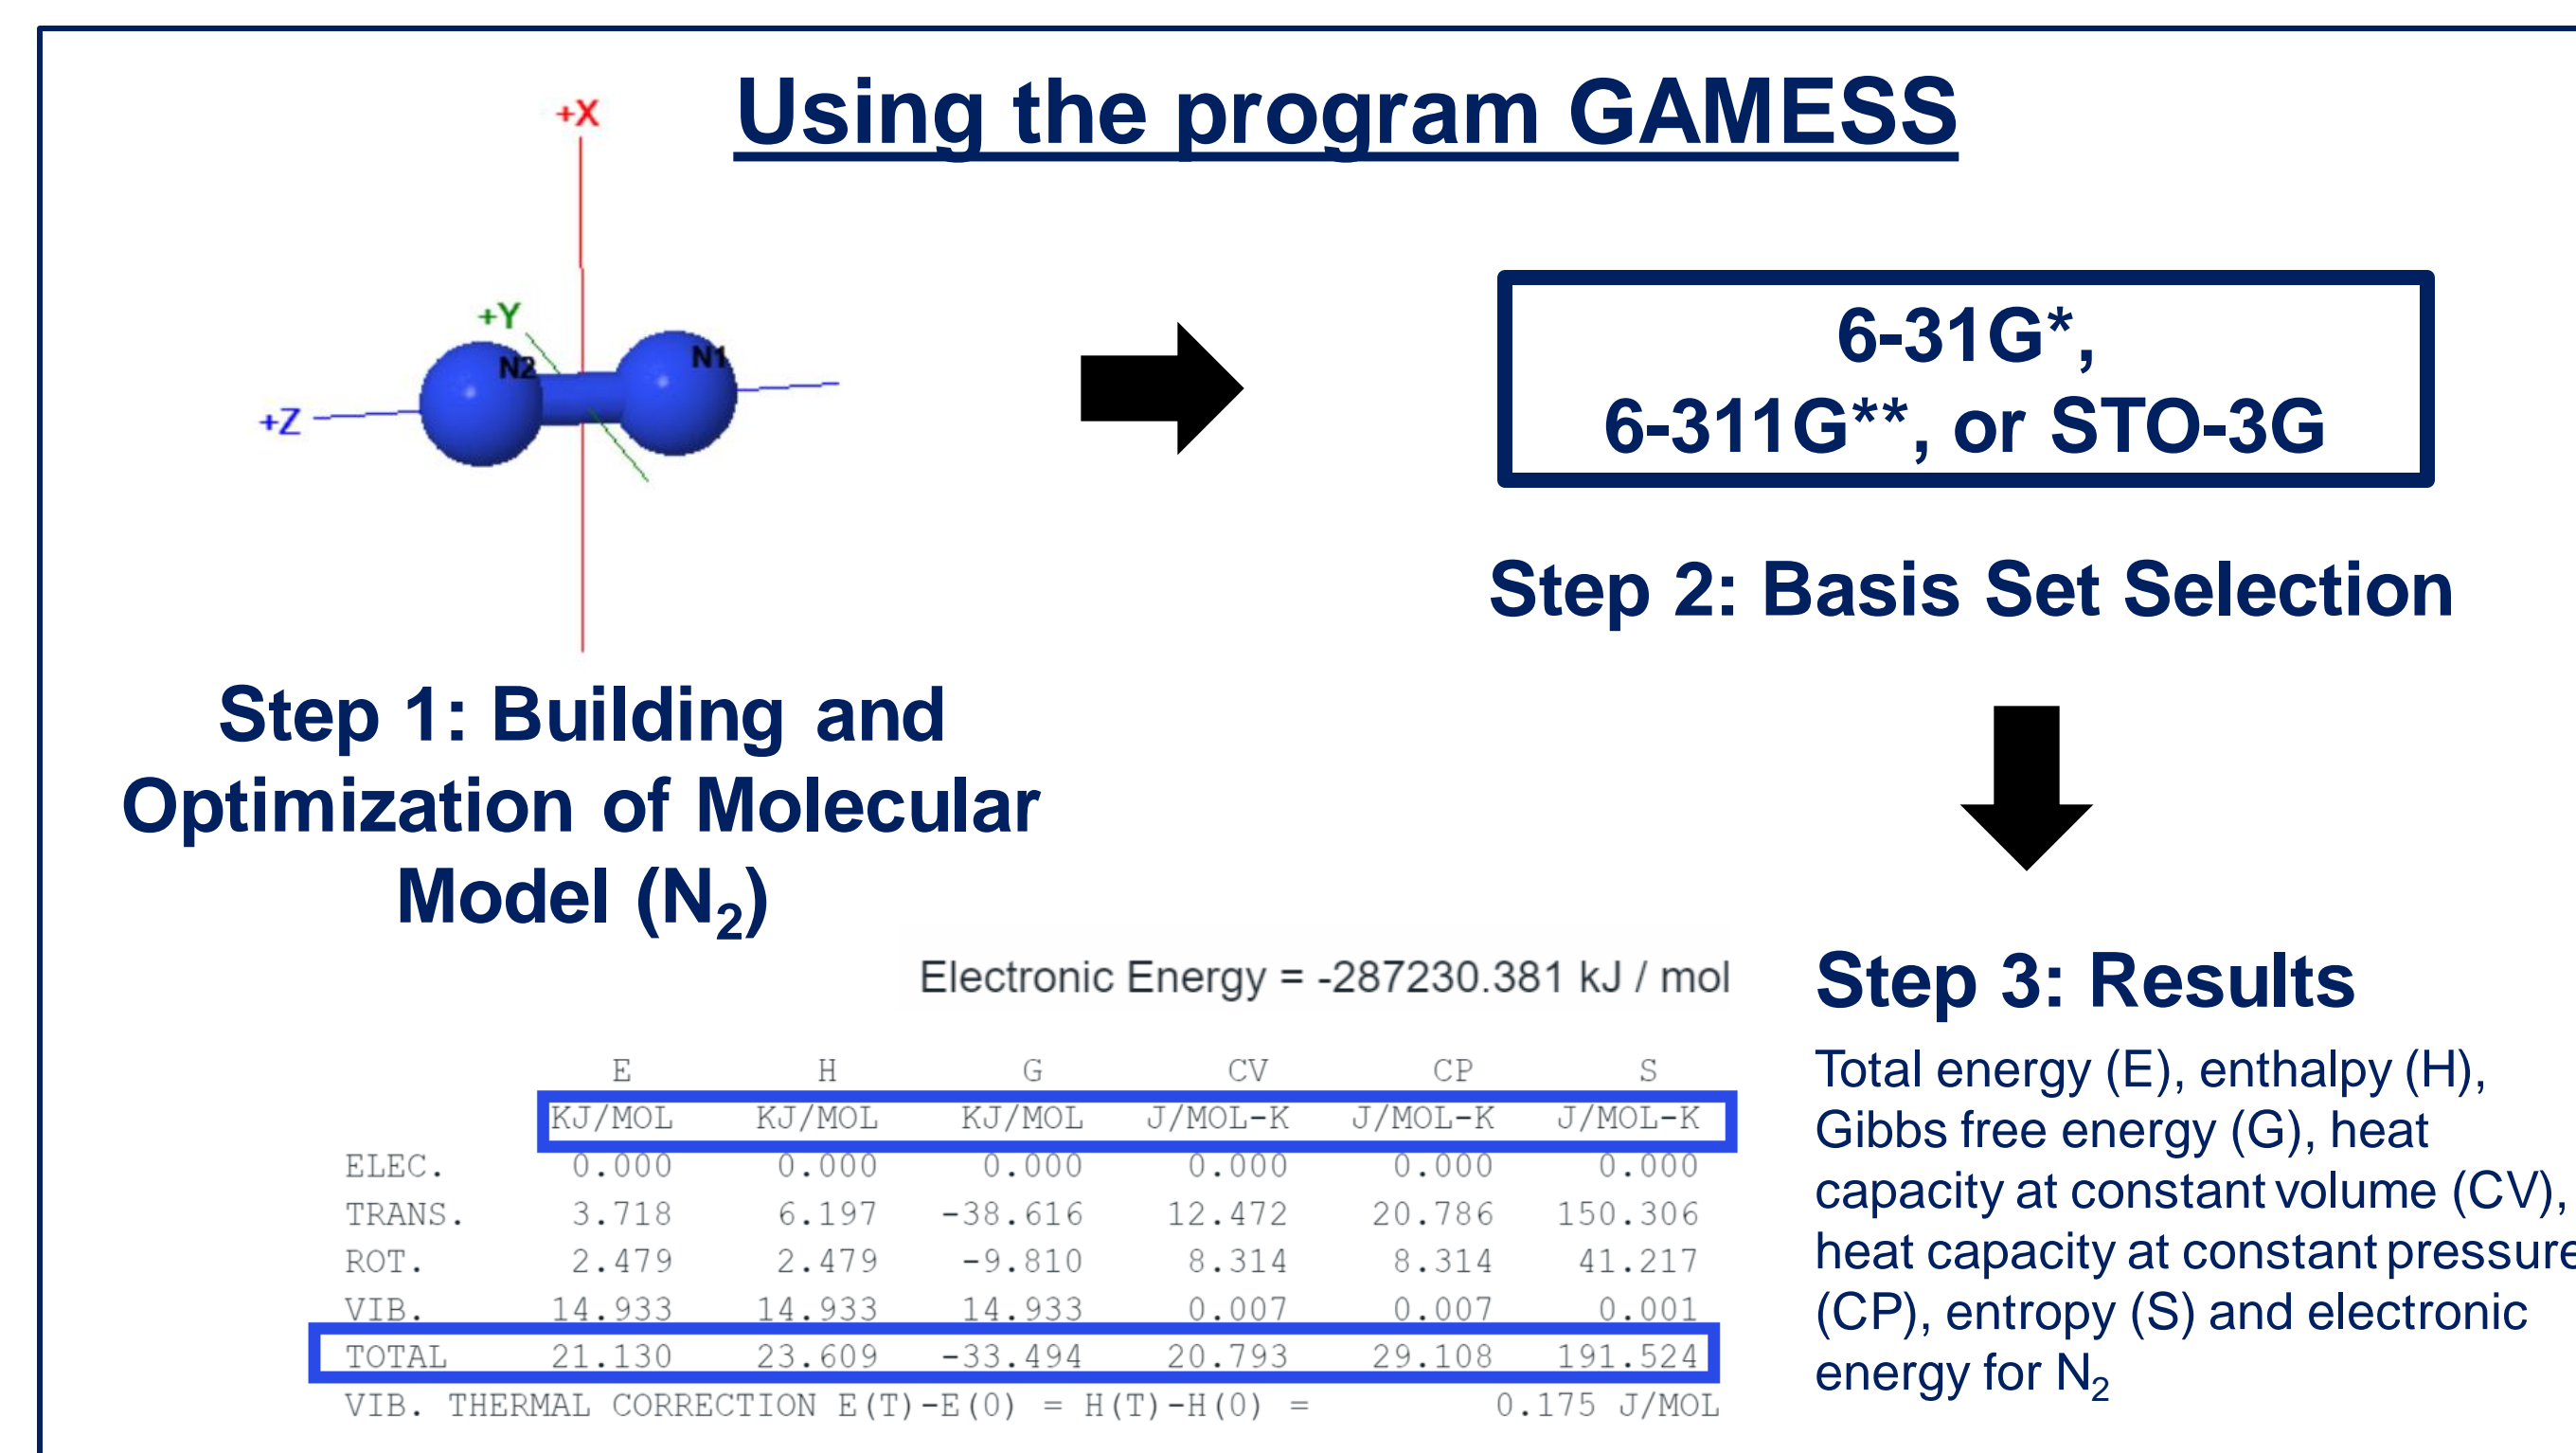 Using the program GAMESS
+X
+Y
N2
N1
+Z
6-31G*,
6-311G**, or STO-3G
Step 2: Basis Set Selection
Step 1: Building and
Optimization of Molecular
Model (N₂)
Electronic Energy = -287230.381 kJ / mol
E H G CV CP S
KJ/MOL KJ/MOL KJ/MOL J/MOL-K J/MOL-K J/MOL-K
ELEC. 0.000 0.000 0.000 0.000 0.000 0.000
TRANS. 3.718 6.197 -38.616 12.472 20.786 150.306
ROT. 2.479 2.479 -9.810 8.314 8.314 41.217
VIB. 14.933 14.933 14.933 0.007 0.007 0.001
TOTAL 21.130 23.609 -33.494 20.793 29.108 191.524
VIB. THERMAL CORRECTION E(T)-E(0) = H(T)-H(0) = 0.175 J/MOL
Step 3: Results
Total energy (E), enthalpy (H),
Gibbs free energy (G), heat
capacity at constant volume (CV),
heat capacity at constant pressure
(CP), entropy (S) and electronic
energy for N₂